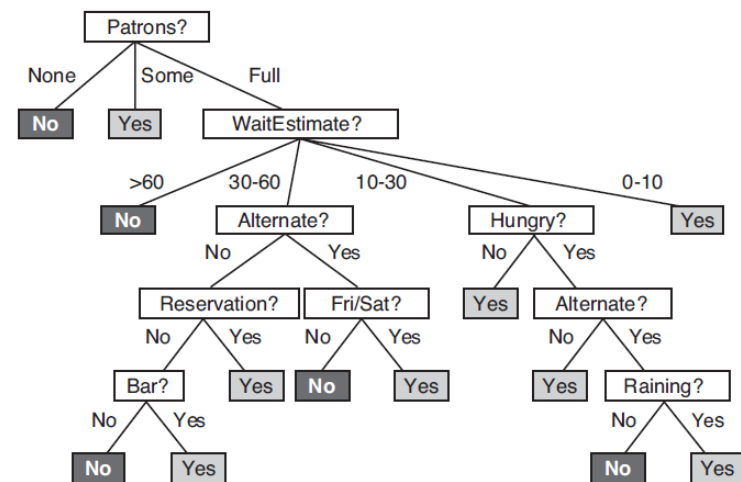 Patrons?
None Some Full
No Yes WaitEstimate?
>60 30-60 10-30 0-10
No Alternate? Hungry? Yes
No Yes No Yes
Reservation? Fri/Sat? Yes Alternate?
No Yes No Yes No Yes
Bar? Yes No Yes Yes Raining?
No Yes No Yes
No Yes No Yes